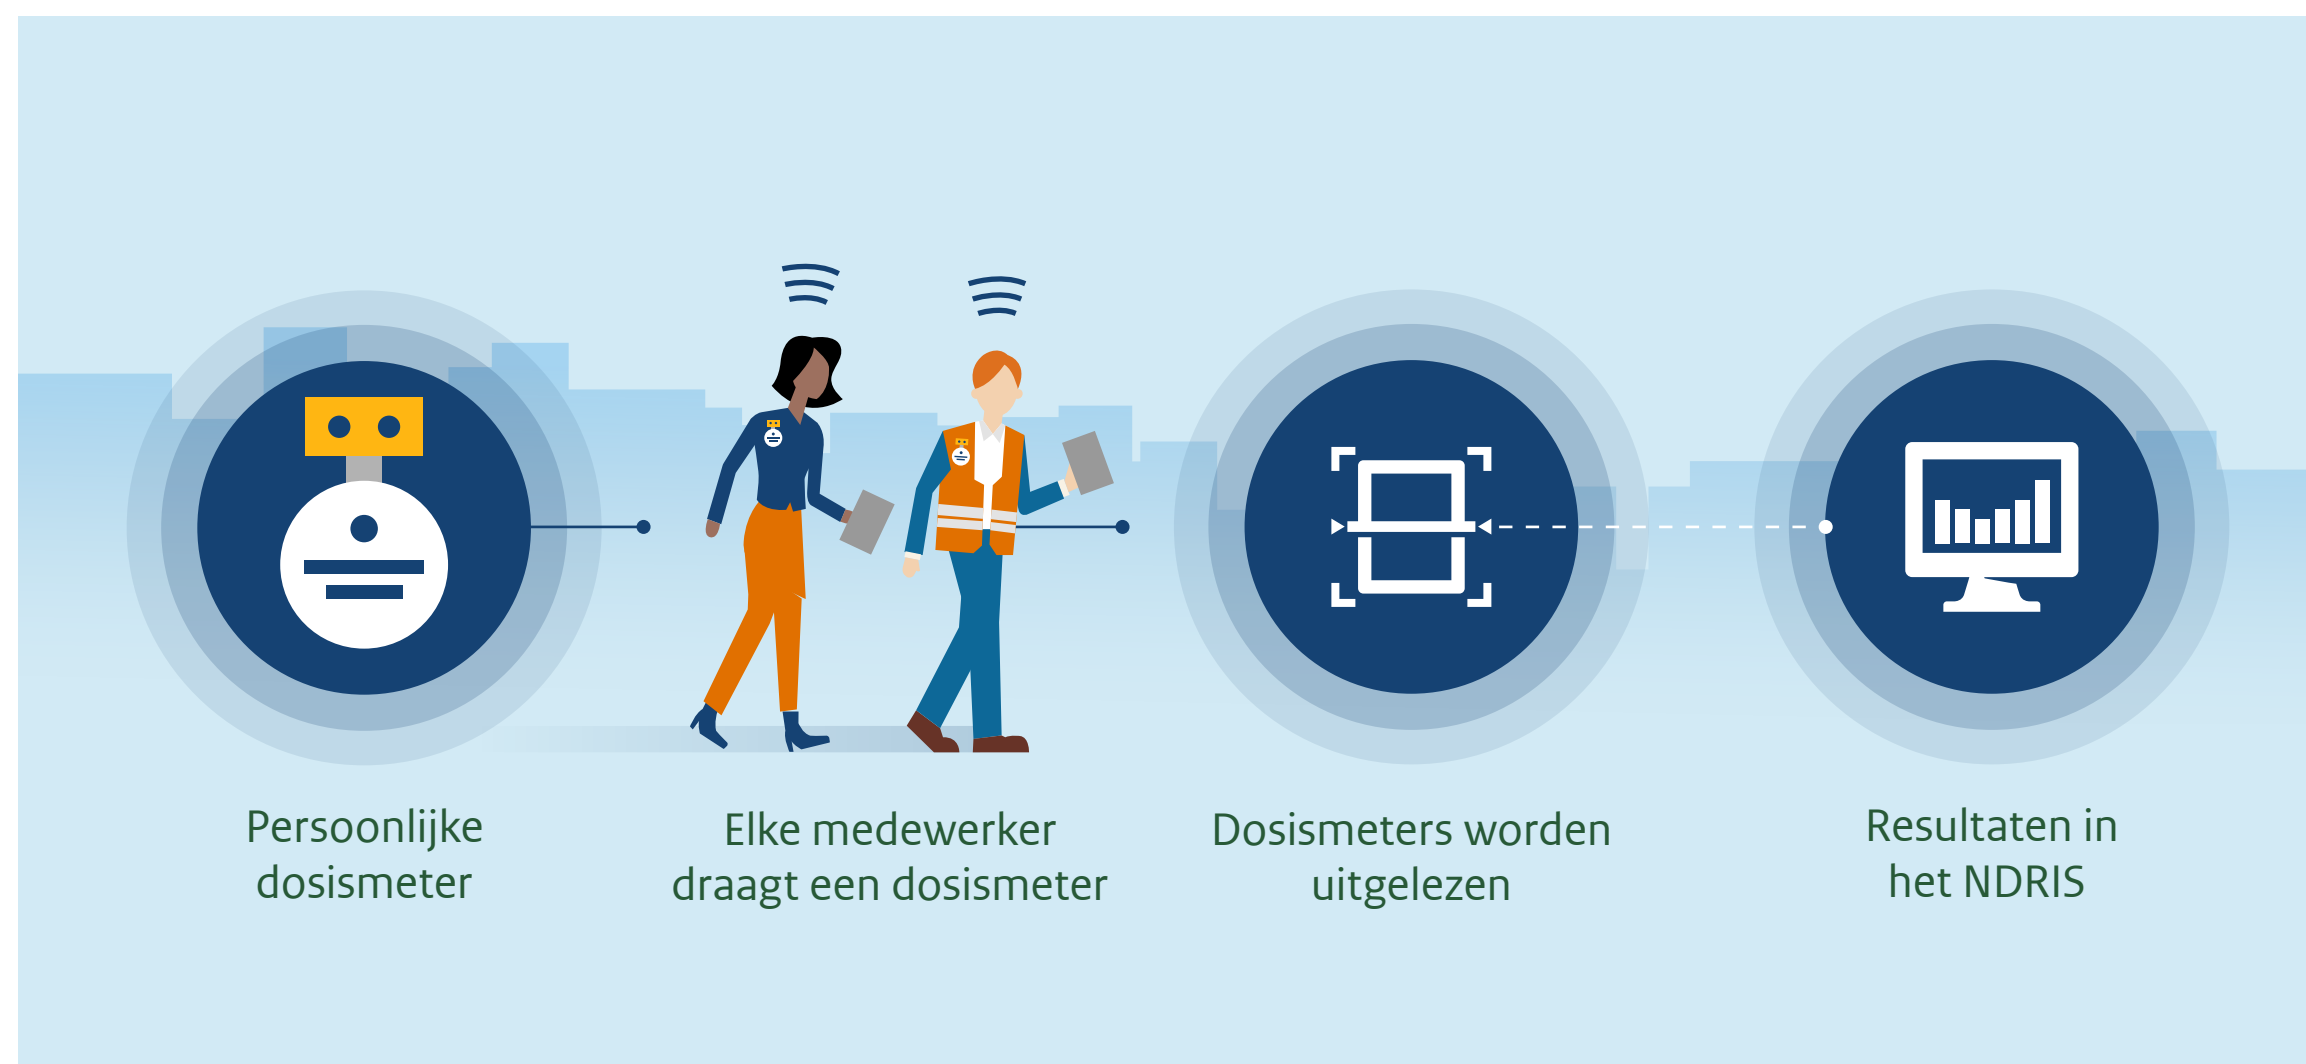 Persoonlijke
dosismeter
Elke medewerker
draagt een dosismeter
Dosismeters worden
uitgelezen
Resultaten in
het NDRIS